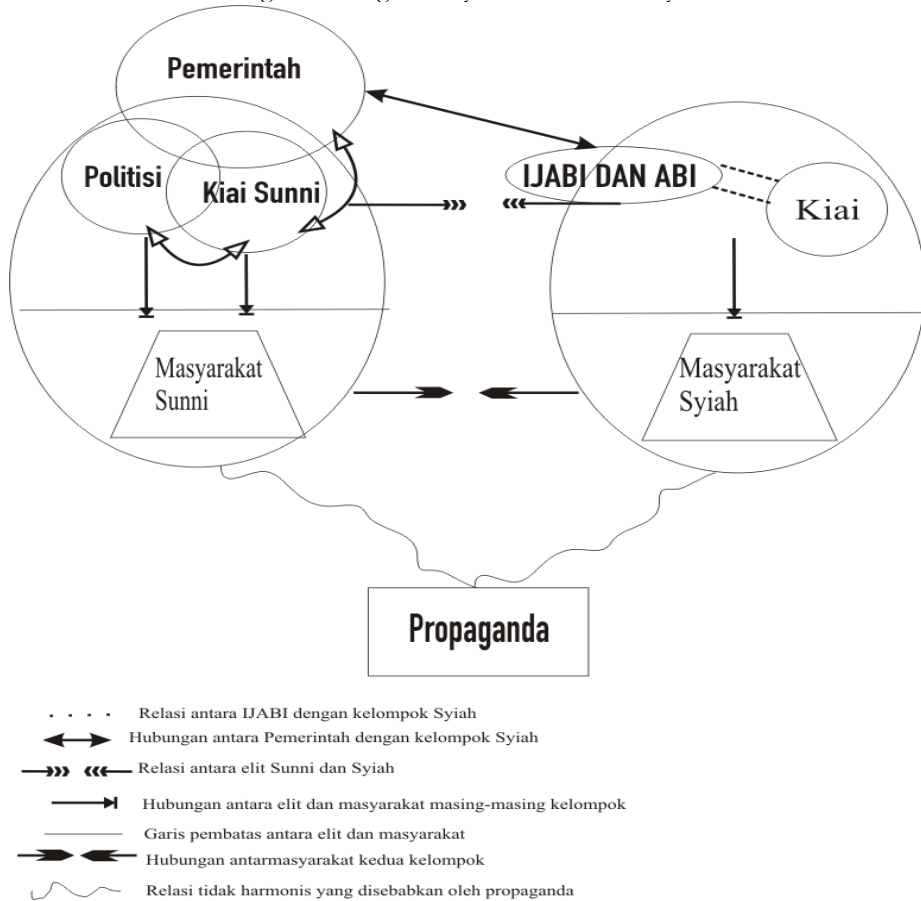 Pemerintah
Politisi
Kiai Sunni
IJABI DAN ABI
Kiai
Masyarakat
Sunni
Masyarakat
Syiah
Propaganda
Relasi antara IJABI dengan kelompok Syiah
Hubungan antara Pemerintah dengan kelompok Syiah
Relasi antara elit Sunni dan Syiah
Hubungan antara elit dan masyarakat masing-masing kelompok
Garis pembatas antara elit dan masyarakat
Hubungan antarmasyarakat kedua kelompok
Relasi tidak harmonis yang disebabkan oleh propaganda